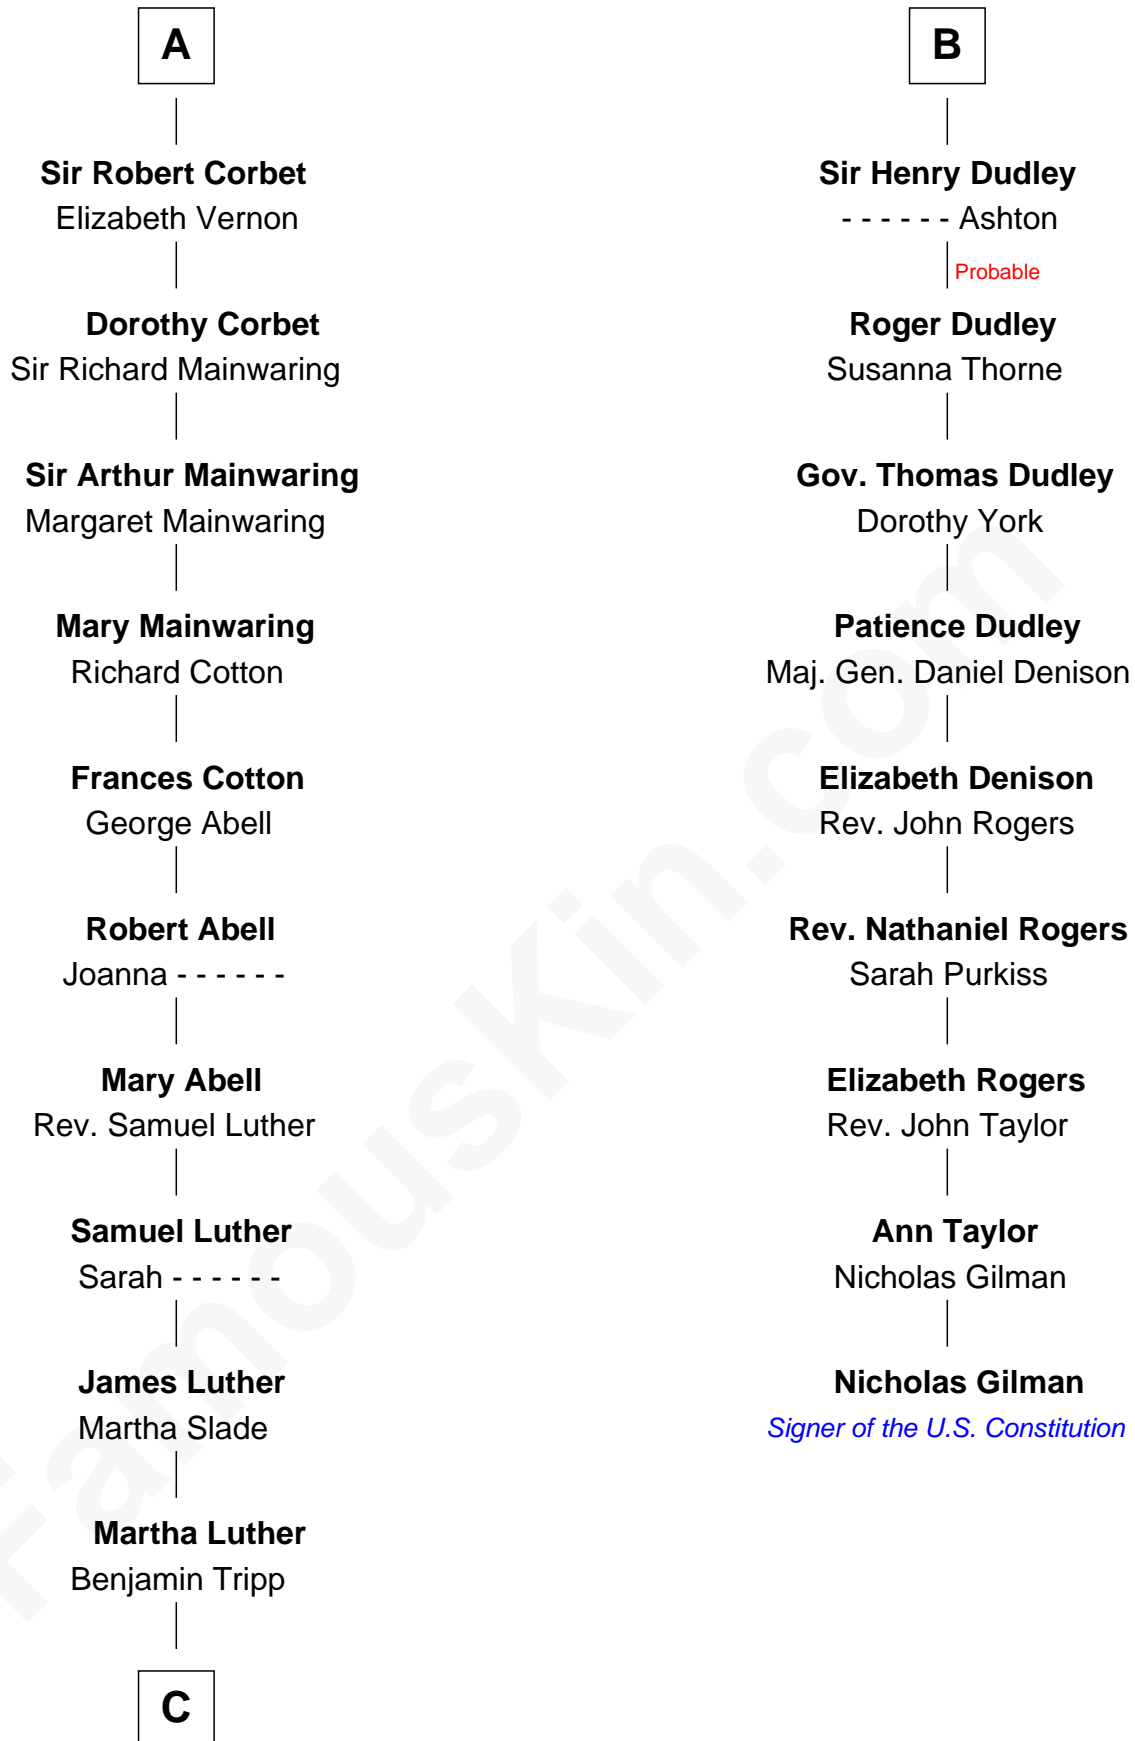 A
Sir Robert Corbet
Elizabeth Vernon
Dorothy Corbet
Sir Richard Mainwaring
Sir Arthur Mainwaring
Margaret Mainwaring
Mary Mainwaring
Richard Cotton
Frances Cotton
George Abell
Robert Abell
Joanna - - - - - -
Mary Abell
Rev. Samuel Luther
Samuel Luther
Sarah - - - - - -
James Luther
Martha Slade
Martha Luther
Benjamin Tripp
C
B
Sir Henry Dudley
- - - - - - Ashton
Probable
Roger Dudley
Susanna Thorne
Gov. Thomas Dudley
Dorothy York
Patience Dudley
Maj. Gen. Daniel Denison
Elizabeth Denison
Rev. John Rogers
Rev. Nathaniel Rogers
Sarah Purkiss
Elizabeth Rogers
Rev. John Taylor
Ann Taylor
Nicholas Gilman
Nicholas Gilman
Signer of the U.S. Constitution
FamousKin.com